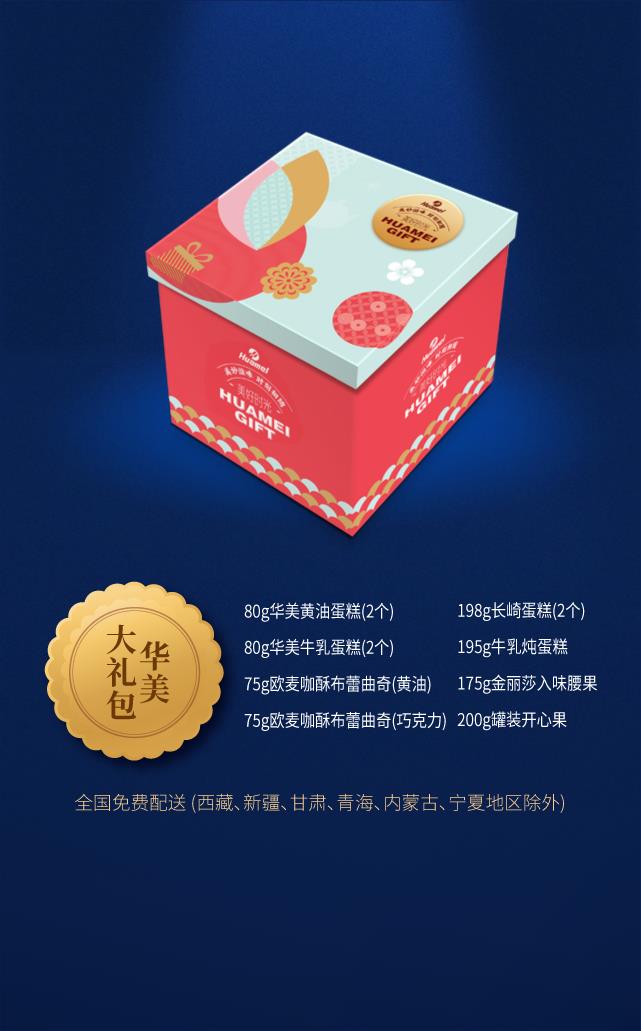 Huamei
HUAMEI
GIFT
Huamei
美好时光
HUAMEI
GIFT
Huamei
HUAMEI
GIFT
华美
大礼包
80g华美黄油蛋糕(2个)
80g华美牛乳蛋糕(2个)
75g欧麦咖酥布蕾曲奇(黄油)
75g欧麦咖酥布蕾曲奇(巧克力)
198g长崎蛋糕(2个)
195g牛乳炖蛋糕
175g金丽莎入味腰果
200g罐装开心果
全国免费配送 (西藏、新疆、甘肃、青海、内蒙古、宁夏地区除外)